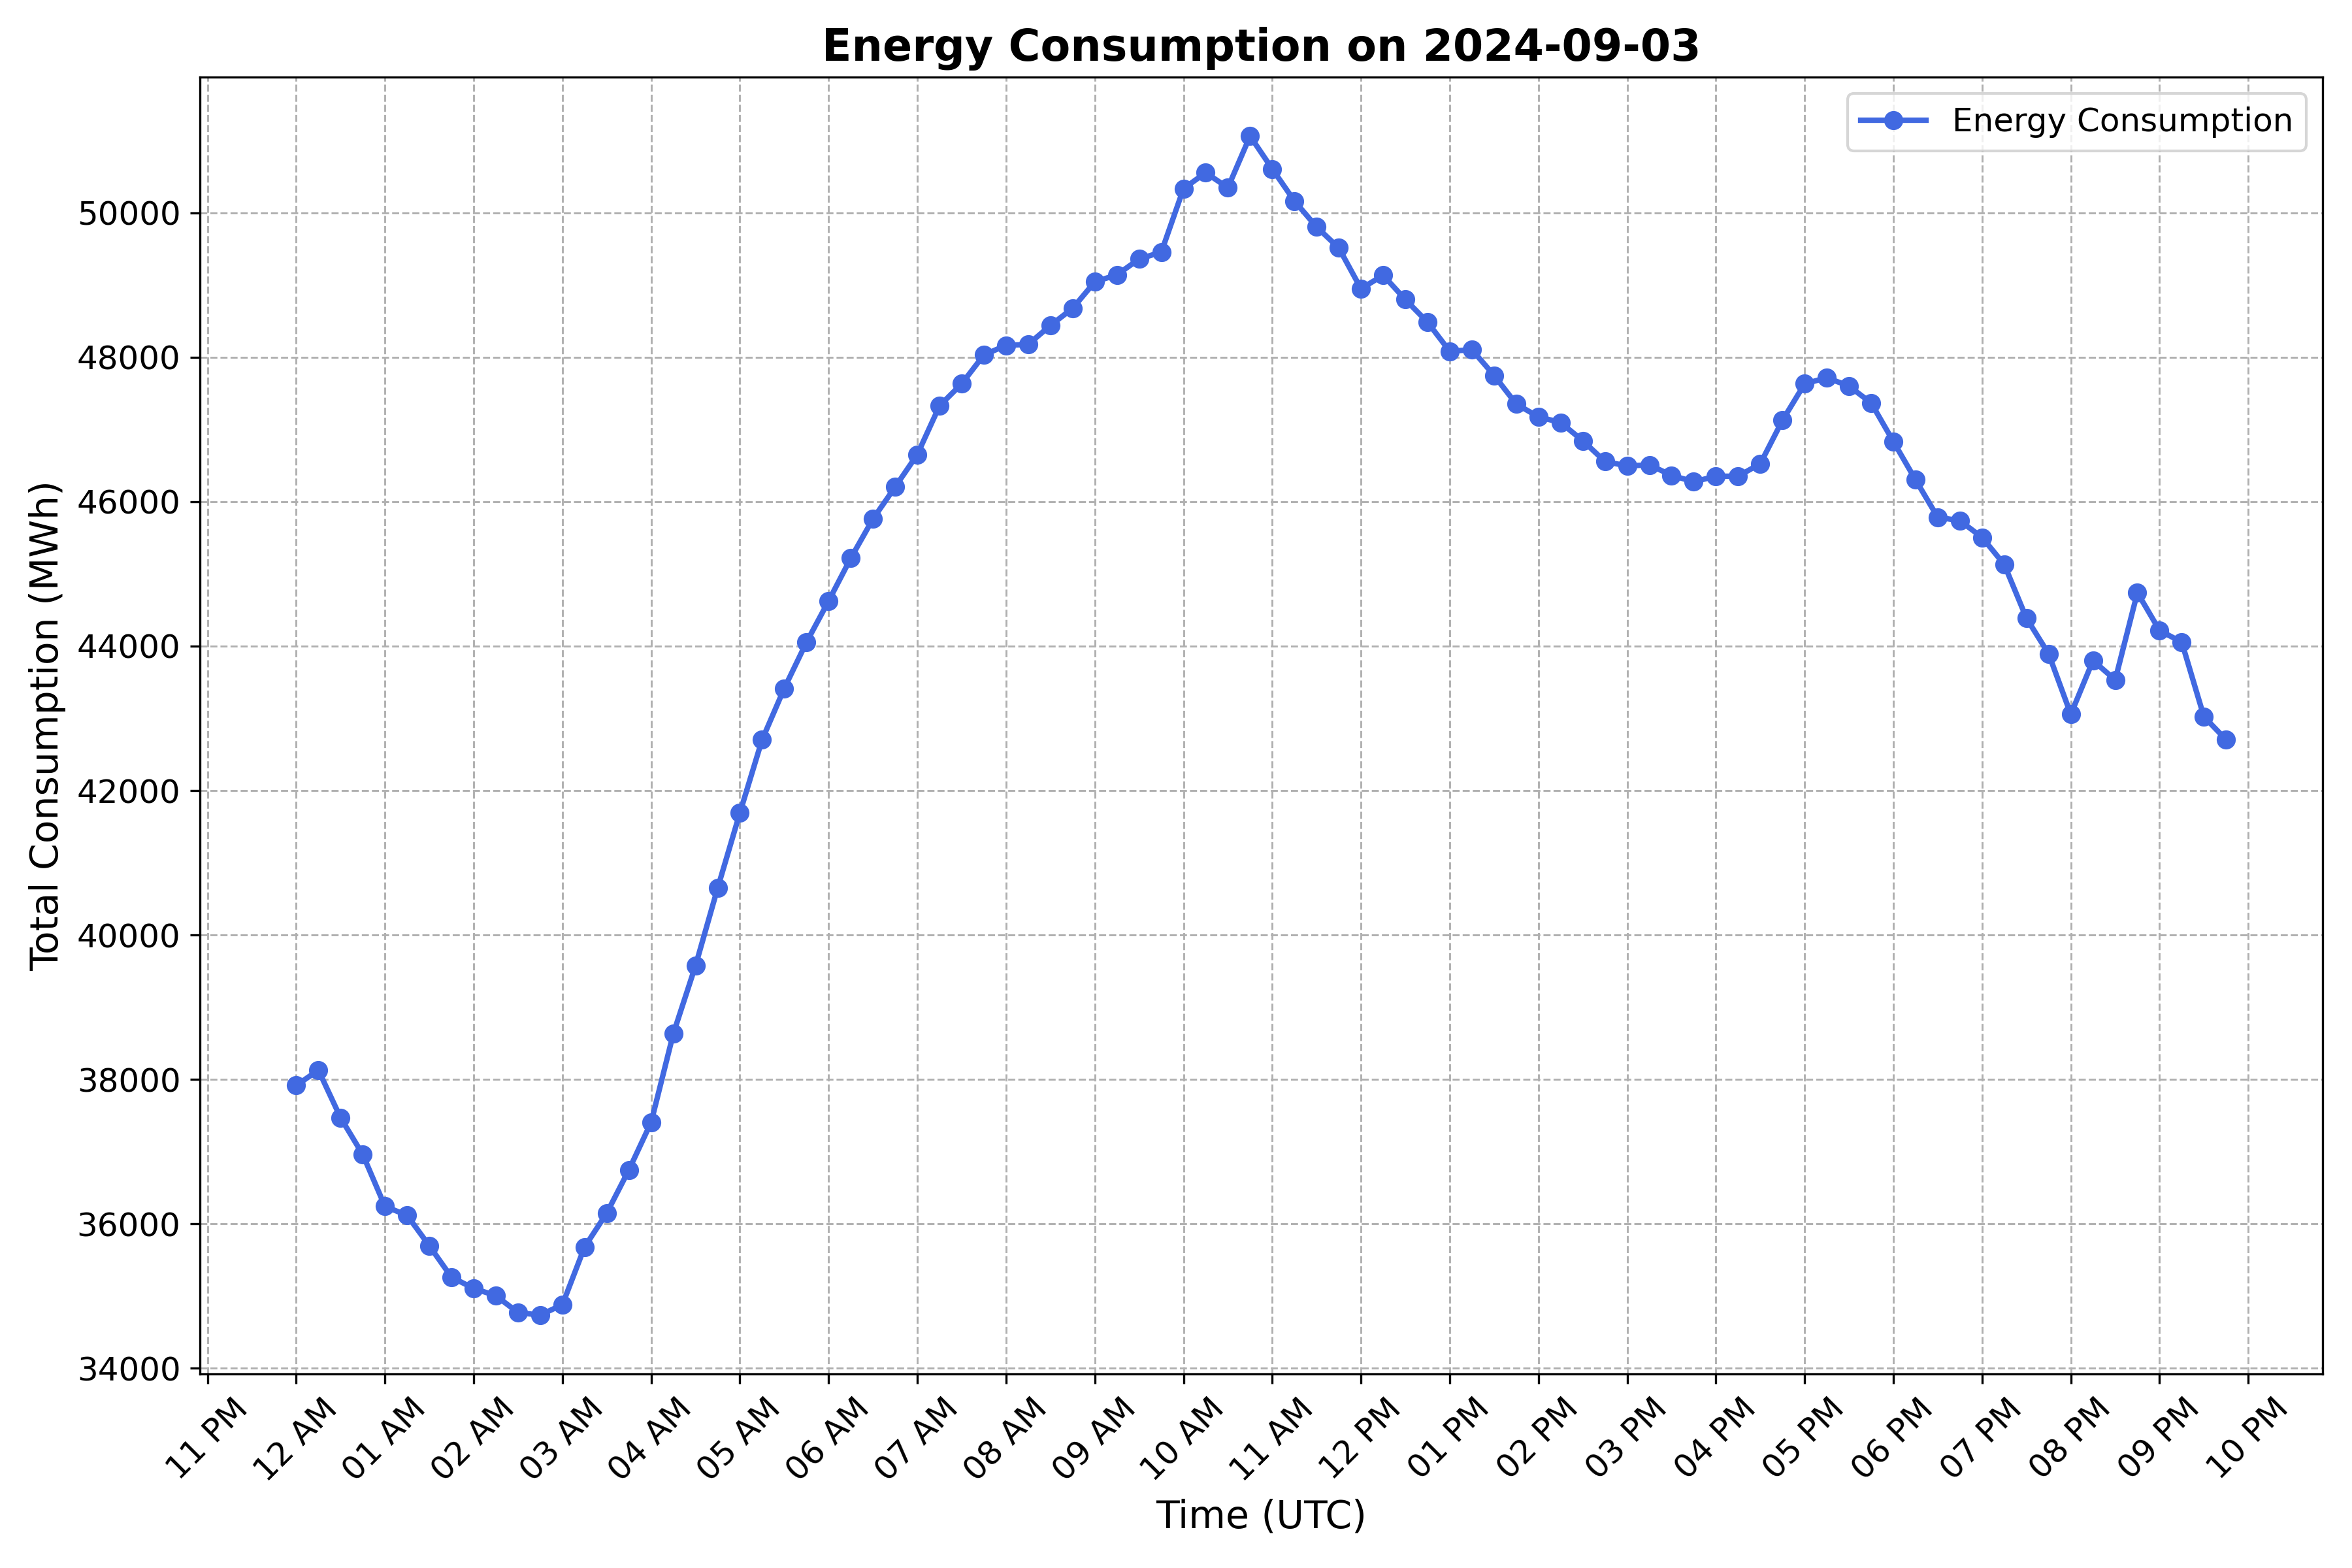 Energy Consumption on 2024-09-03
Energy Consumption
Total Consumption (MWh)
50000
48000
46000
44000
42000
40000
38000
36000
34000
11 PM
12 AM
01 AM
02 AM
03 AM
04 AM
05 AM
06 AM
07 AM
08 AM
09 AM
10 AM
11 AM
12 PM
01 PM
02 PM
03 PM
04 PM
05 PM
06 PM
07 PM
08 PM
09 PM
10 PM
Time (UTC)